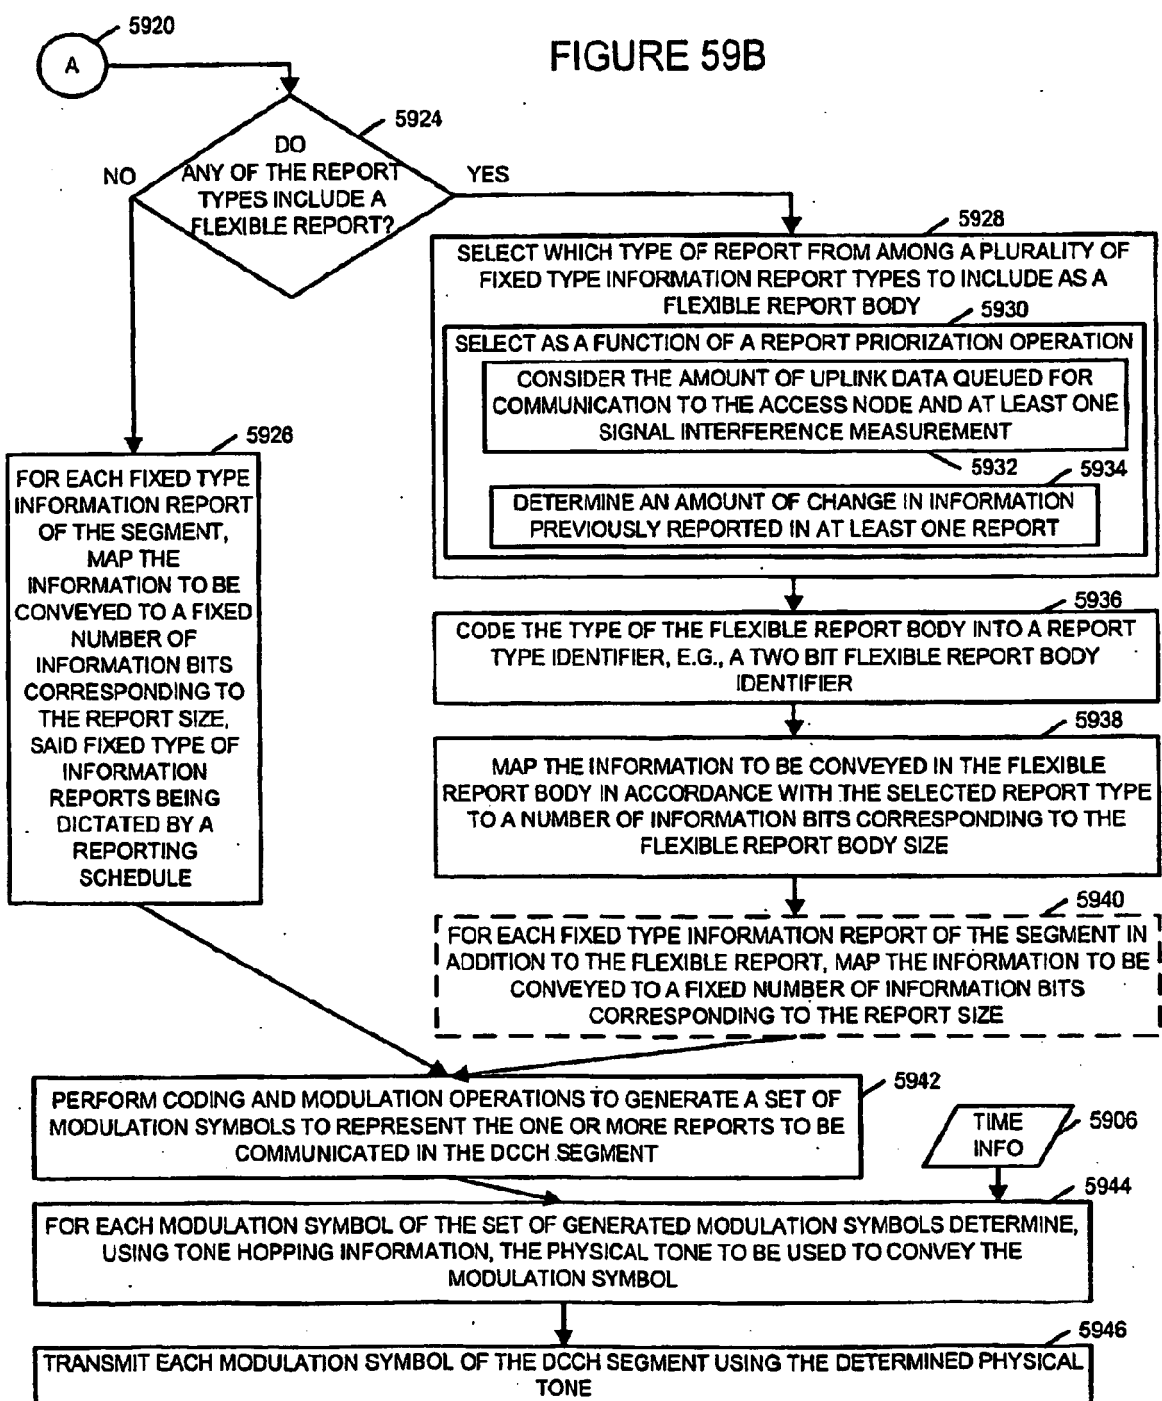 5920
A
FIGURE 59B
5924
DO
ANY OF THE REPORT
TYPES INCLUDE A
FLEXIBLE REPORT?
NO
YES
5928
SELECT WHICH TYPE OF REPORT FROM AMONG A PLURALITY OF
FIXED TYPE INFORMATION REPORT TYPES TO INCLUDE AS A
FLEXIBLE REPORT BODY
5930
SELECT AS A FUNCTION OF A REPORT PRIORIZATION OPERATION
CONSIDER THE AMOUNT OF UPLINK DATA QUEUED FOR
COMMUNICATION TO THE ACCESS NODE AND AT LEAST ONE
SIGNAL INTERFERENCE MEASUREMENT
5932
5934
DETERMINE AN AMOUNT OF CHANGE IN INFORMATION
PREVIOUSLY REPORTED IN AT LEAST ONE REPORT
5926
FOR EACH FIXED TYPE
INFORMATION REPORT
OF THE SEGMENT,
MAP THE
INFORMATION TO BE
CONVEYED TO A FIXED
NUMBER OF
INFORMATION BITS
CORRESPONDING TO
THE REPORT SIZE,
SAID FIXED TYPE OF
INFORMATION
REPORTS BEING
DICTATED BY A
REPORTING
SCHEDULE
5936
CODE THE TYPE OF THE FLEXIBLE REPORT BODY INTO A REPORT
TYPE IDENTIFIER, E.G., A TWO BIT FLEXIBLE REPORT BODY
IDENTIFIER
5938
MAP THE INFORMATION TO BE CONVEYED IN THE FLEXIBLE
REPORT BODY IN ACCORDANCE WITH THE SELECTED REPORT TYPE
TO A NUMBER OF INFORMATION BITS CORRESPONDING TO THE
FLEXIBLE REPORT BODY SIZE
5940
FOR EACH FIXED TYPE INFORMATION REPORT OF THE SEGMENT IN
ADDITION TO THE FLEXIBLE REPORT, MAP THE INFORMATION TO BE
CONVEYED TO A FIXED NUMBER OF INFORMATION BITS
CORRESPONDING TO THE REPORT SIZE
5942
PERFORM CODING AND MODULATION OPERATIONS TO GENERATE A SET OF
MODULATION SYMBOLS TO REPRESENT THE ONE OR MORE REPORTS TO BE
COMMUNICATED IN THE DCCH SEGMENT
TIME
INFO
5906
5944
FOR EACH MODULATION SYMBOL OF THE SET OF GENERATED MODULATION SYMBOLS DETERMINE,
USING TONE HOPPING INFORMATION, THE PHYSICAL TONE TO BE USED TO CONVEY THE
MODULATION SYMBOL
5946
TRANSMIT EACH MODULATION SYMBOL OF THE DCCH SEGMENT USING THE DETERMINED PHYSICAL
TONE